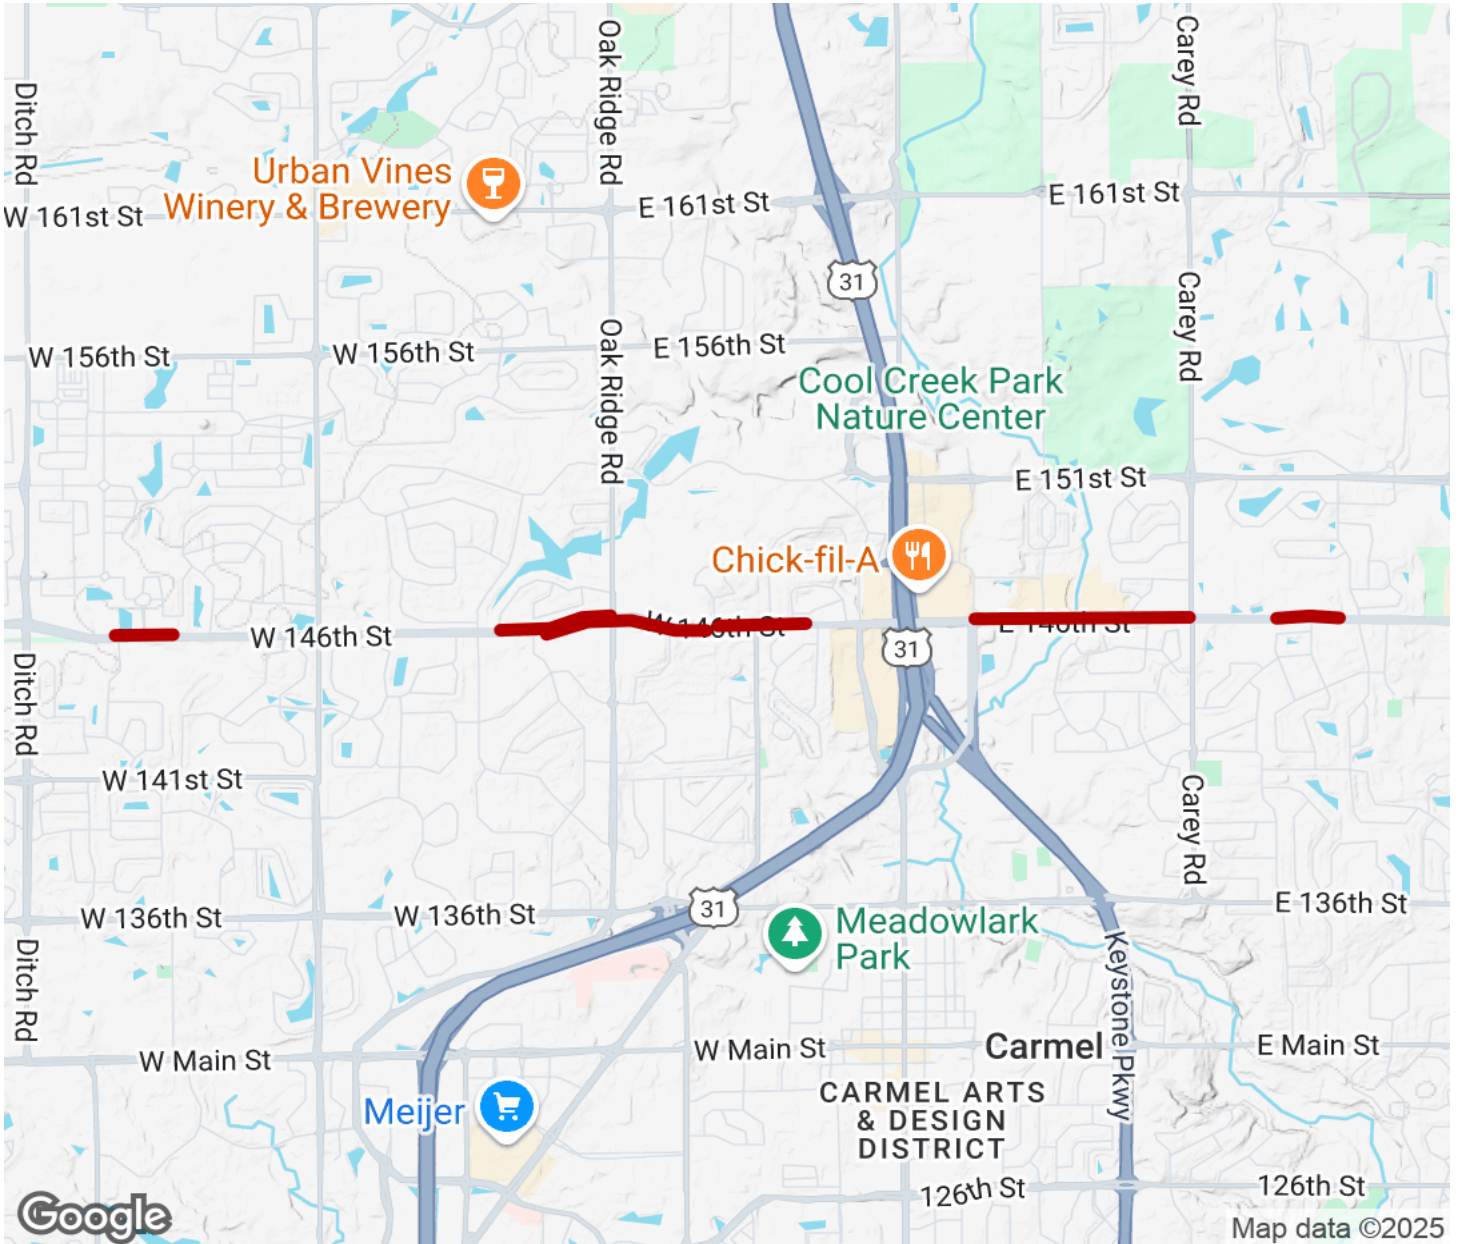 Ditch Rd
Oak Ridge Rd
Carey Rd
Urban Vines
Winery & Brewery
W 161st St
E 161st St
E 161st St
31
Carey Rd
Oak Ridge Rd
W 156th St
W 156th St
E 156th St
Cool Creek Park
Nature Center
E 151st St
Chick-fil-A
W 146th St
W 146th St
E 146th St
31
Ditch Rd
W 141st St
Carey Rd
W 136th St
W 136th St
31
E 136th St
Meadowlark
Park
Ditch Rd
Keystone Pkwy
W Main St
W Main St
Carmel
E Main St
CARMEL ARTS
& DESIGN
DISTRICT
Meijer
126th St
126th St
Google
Map data ©2025